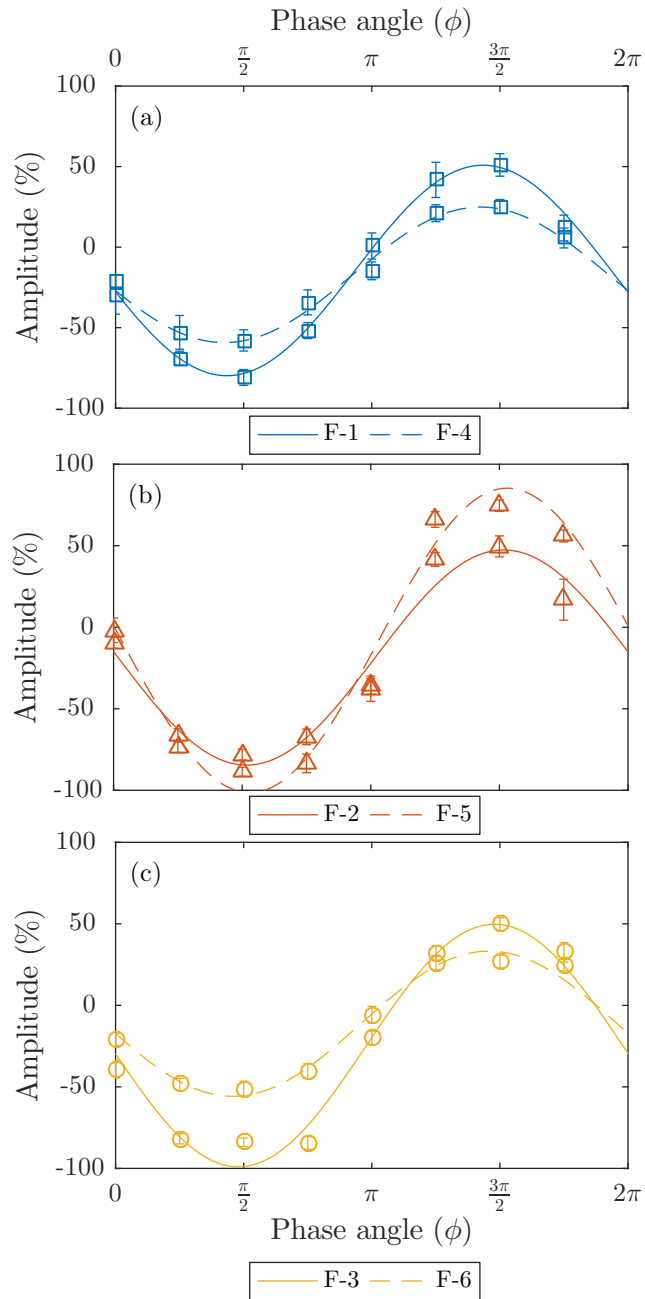 Phase angle (ϕ)
0 π/2 π 3π/2 2π
100
(a)
50
0
-50
-100
Amplitude (%)
F-1 F-4
100
(b)
50
0
-50
-100
Amplitude (%)
F-2 F-5
100
(c)
50
0
-50
-100
Amplitude (%)
0 π/2 π 3π/2 2π
Phase angle (ϕ)
F-3 F-6